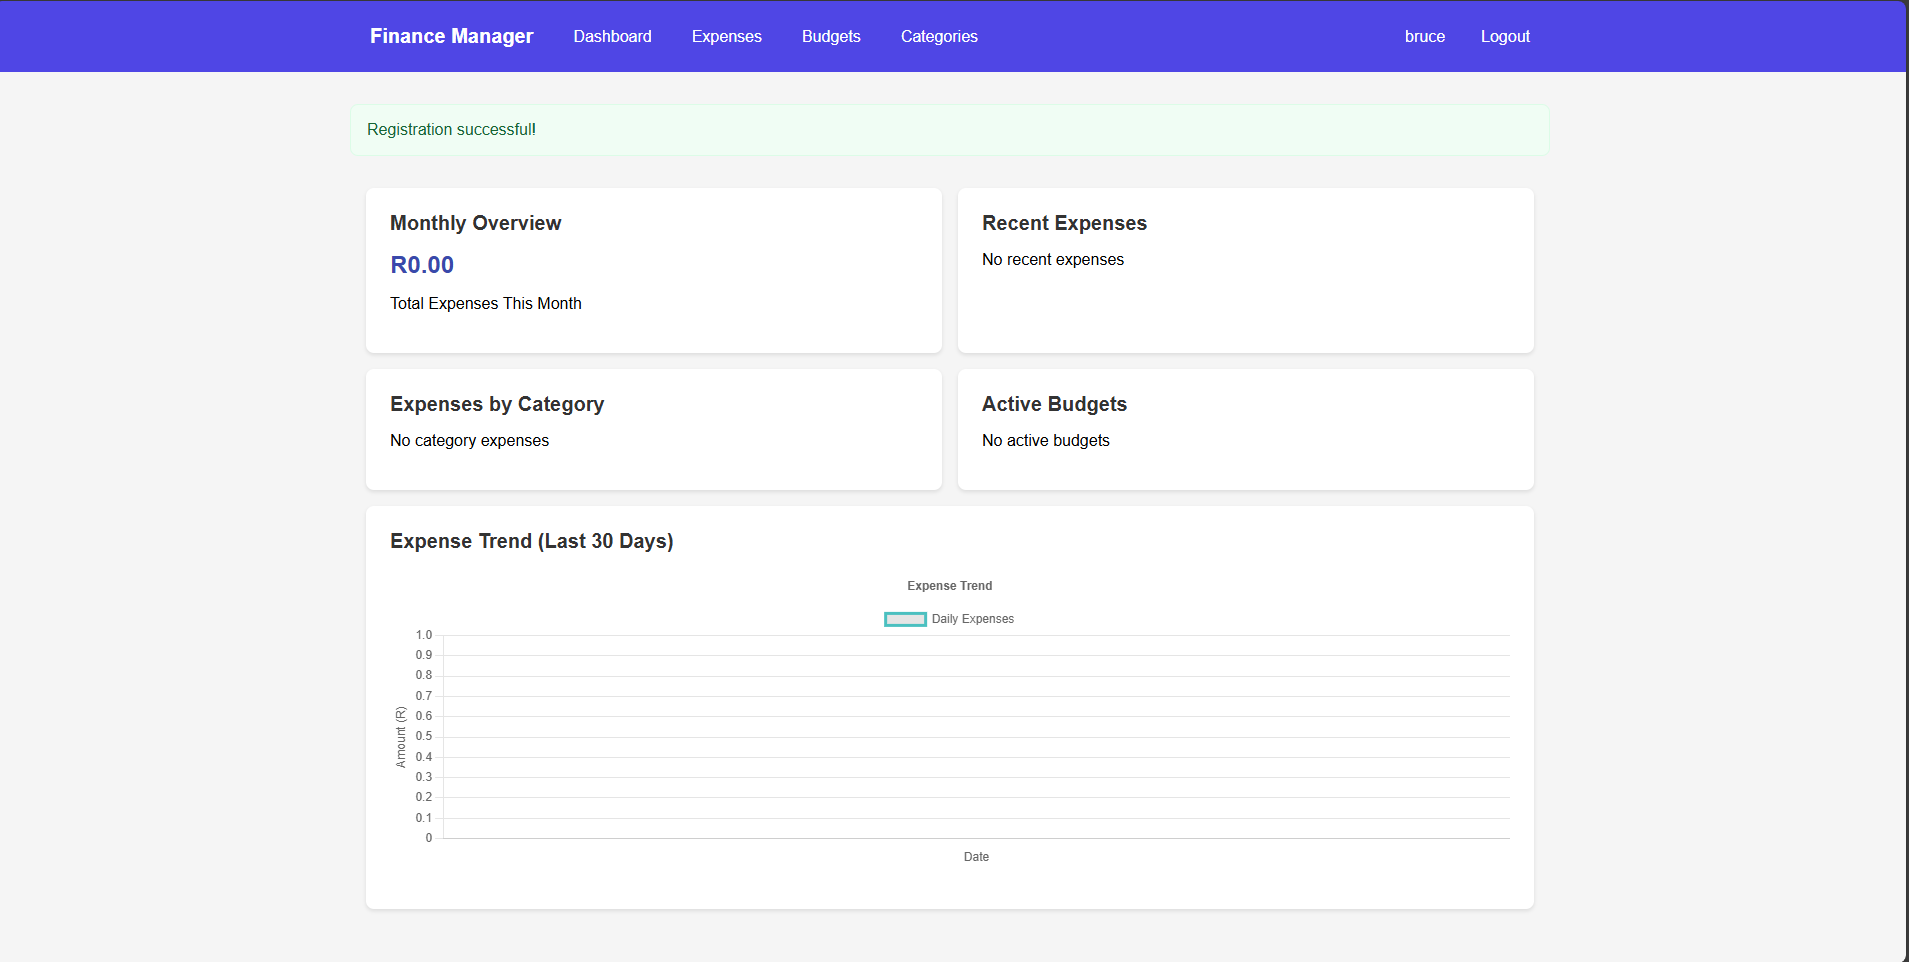 Finance Manager Dashboard Expenses Budgets Categories bruce Logout
Registration successful!
Monthly Overview
R0.00
Total Expenses This Month
Recent Expenses
No recent expenses
Expenses by Category
No category expenses
Active Budgets
No active budgets
Expense Trend (Last 30 Days)
Expense Trend
Daily Expenses
Amount (R)
1.0
0.9
0.8
0.7
0.6
0.5
0.4
0.3
0.2
0.1
0
Date